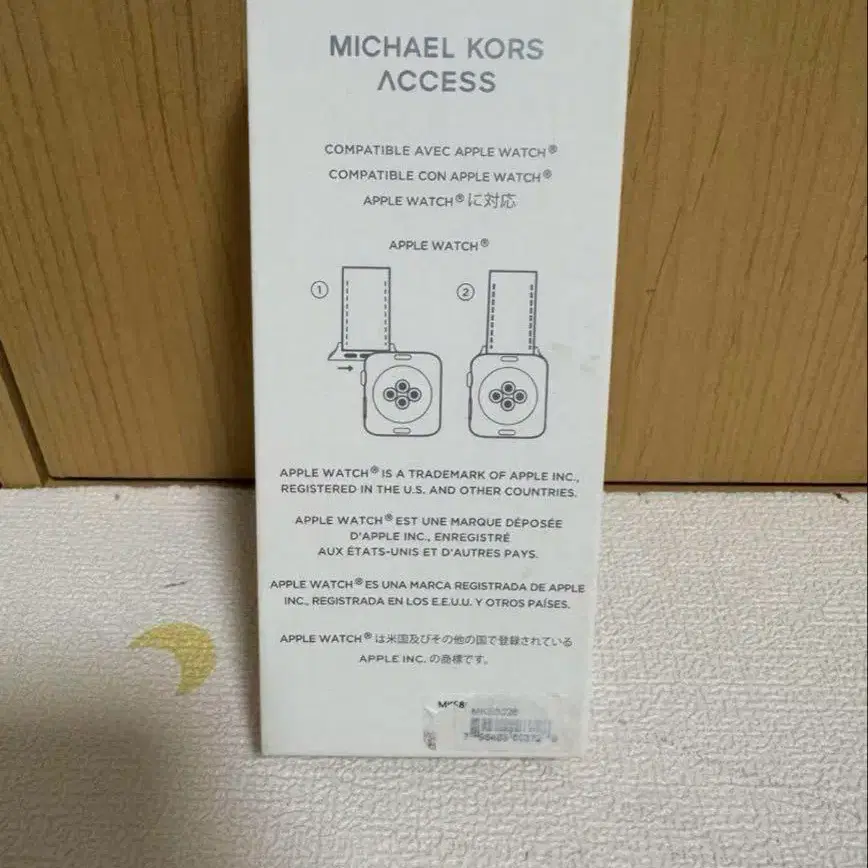 MICHAEL KORS
ACCESS
COMPATIBLE AVEC APPLE WATCH®
COMPATIBLE CON APPLE WATCH®
APPLE WATCH®に対応
APPLE WATCH®
① ②
APPLE WATCH® IS A TRADEMARK OF APPLE INC.,
REGISTERED IN THE U.S. AND OTHER COUNTRIES.
APPLE WATCH® EST UNE MARQUE DÉPOSÉE
D'APPLE INC., ENREGISTRÉ
AUX ÉTATS-UNIS ET D'AUTRES PAYS.
APPLE WATCH® ES UNA MARCA REGISTRADA DE APPLE
INC., REGISTRADA EN LOS E.E.U.U. Y OTROS PAÍSES.
APPLE WATCH® は米国及びその他の国で登録されている
APPLE INC. の商標です。